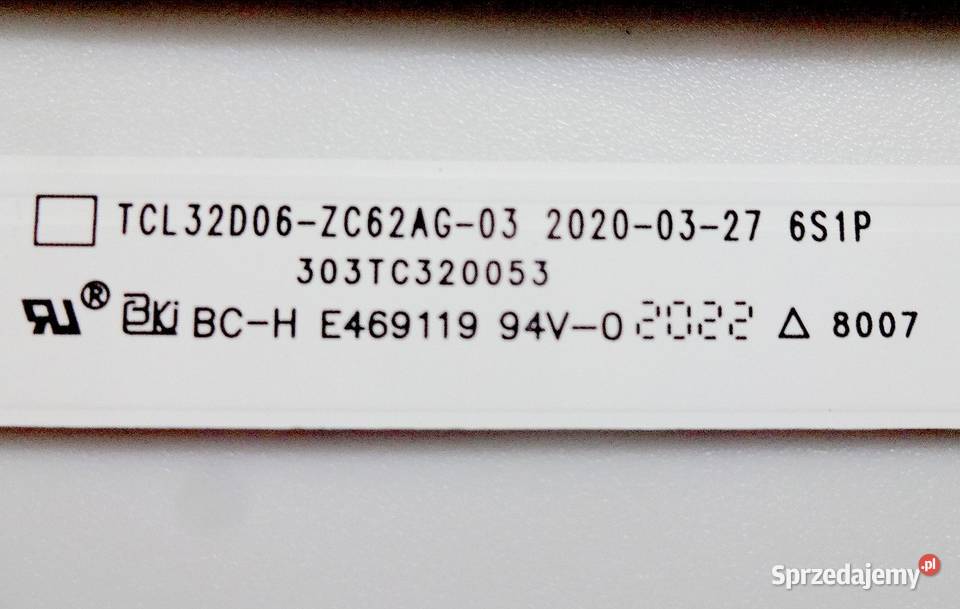 TCL32D06-ZC62AG-03 2020-03-27 6S1P
303TC320053
® BC-H E469119 94V-0 2022 △ 8007
Sprzedajemy.pl